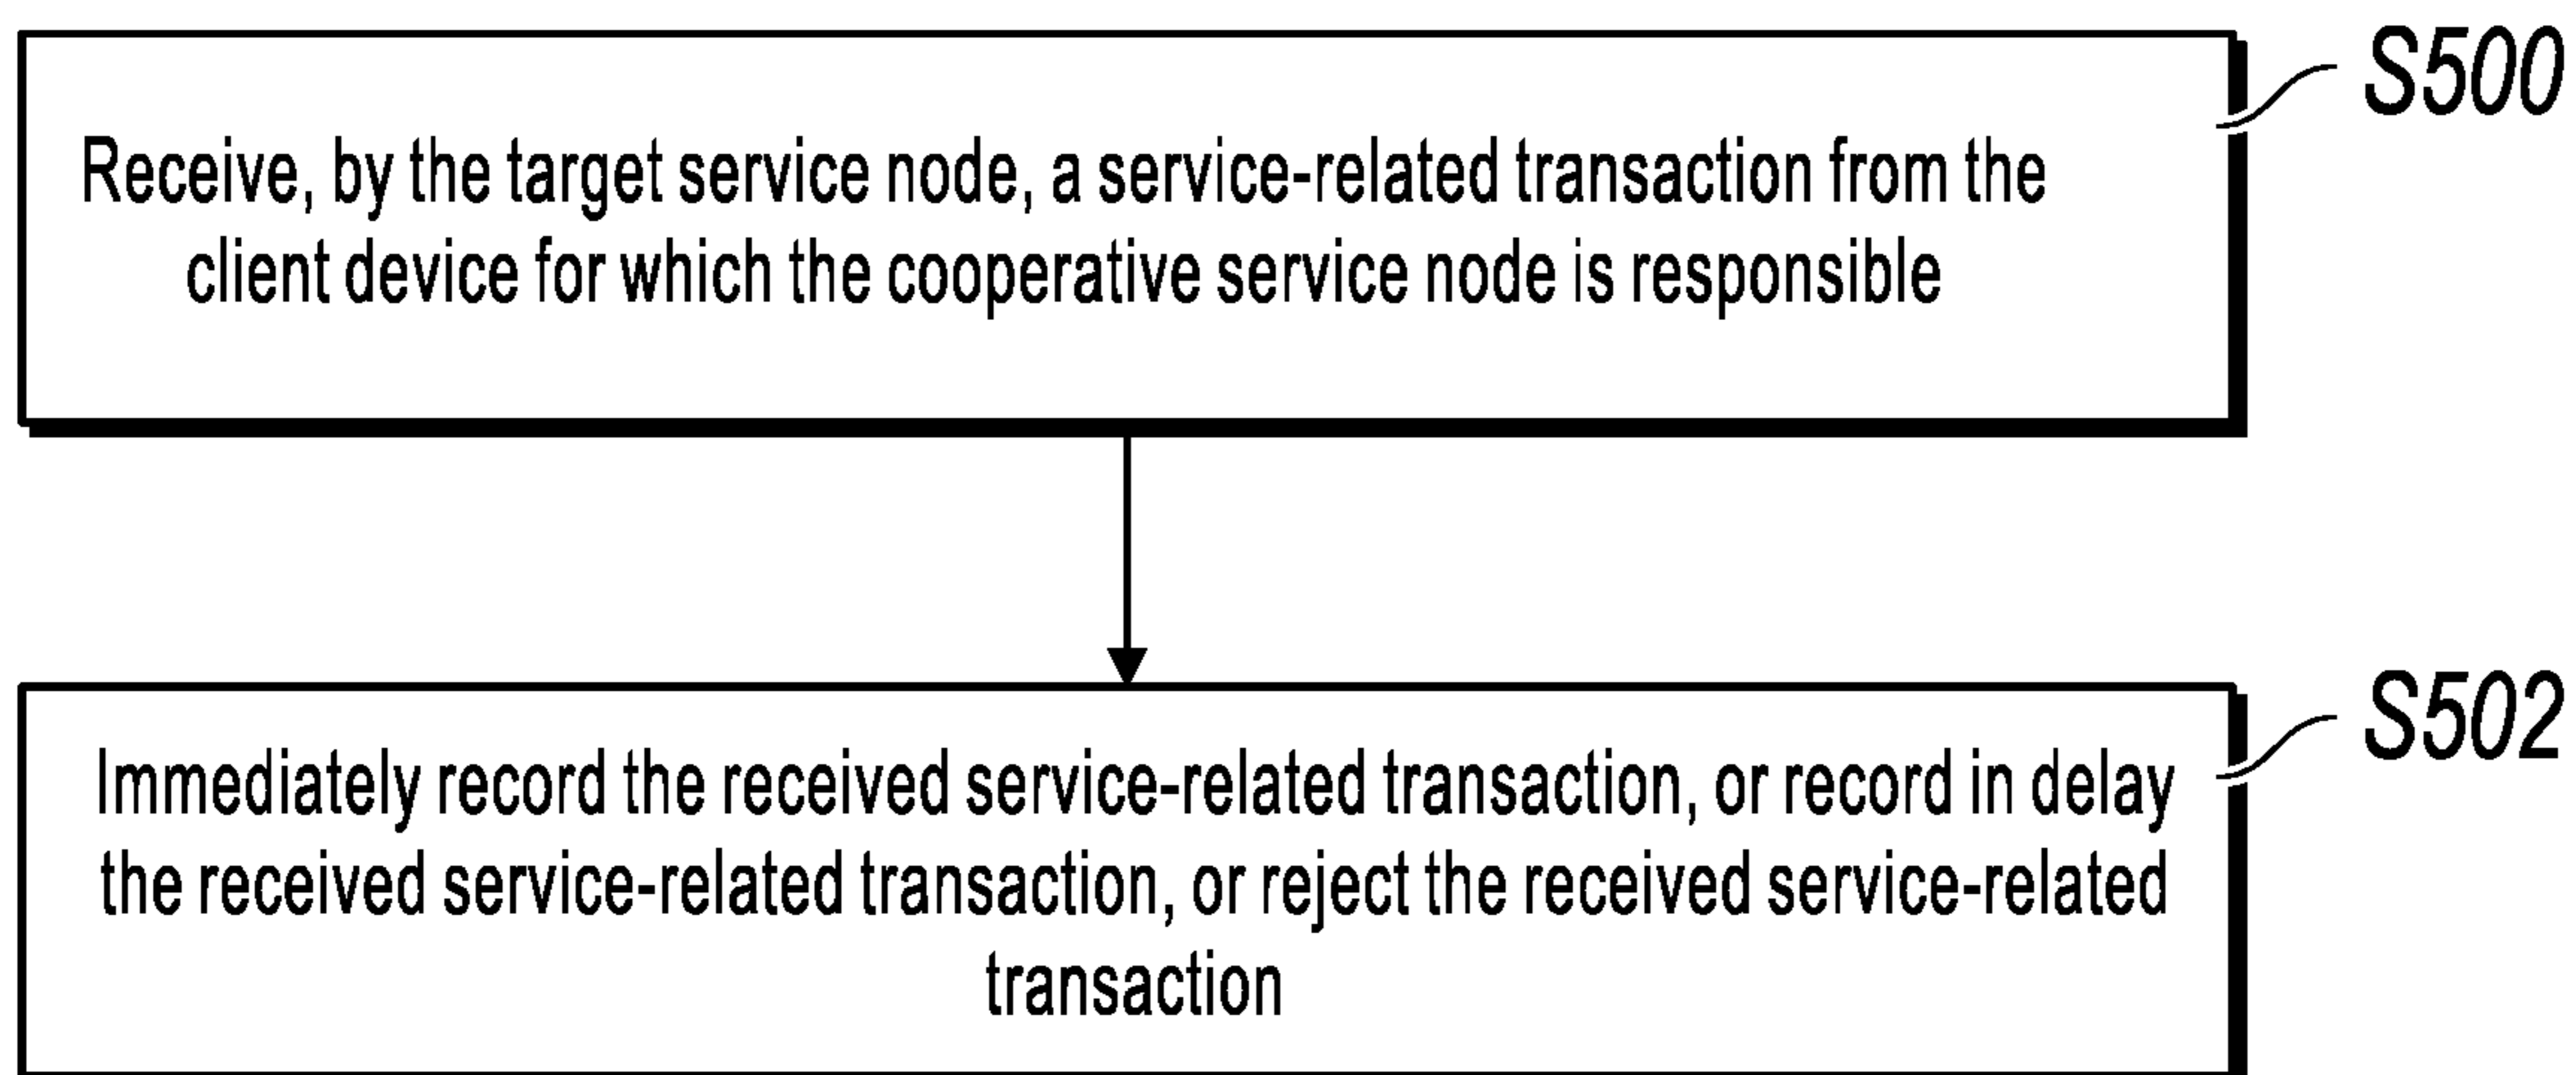 S500
Receive, by the target service node, a service-related transaction from the
client device for which the cooperative service node is responsible
S502
Immediately record the received service-related transaction, or record in delay
the received service-related transaction, or reject the received service-related
transaction